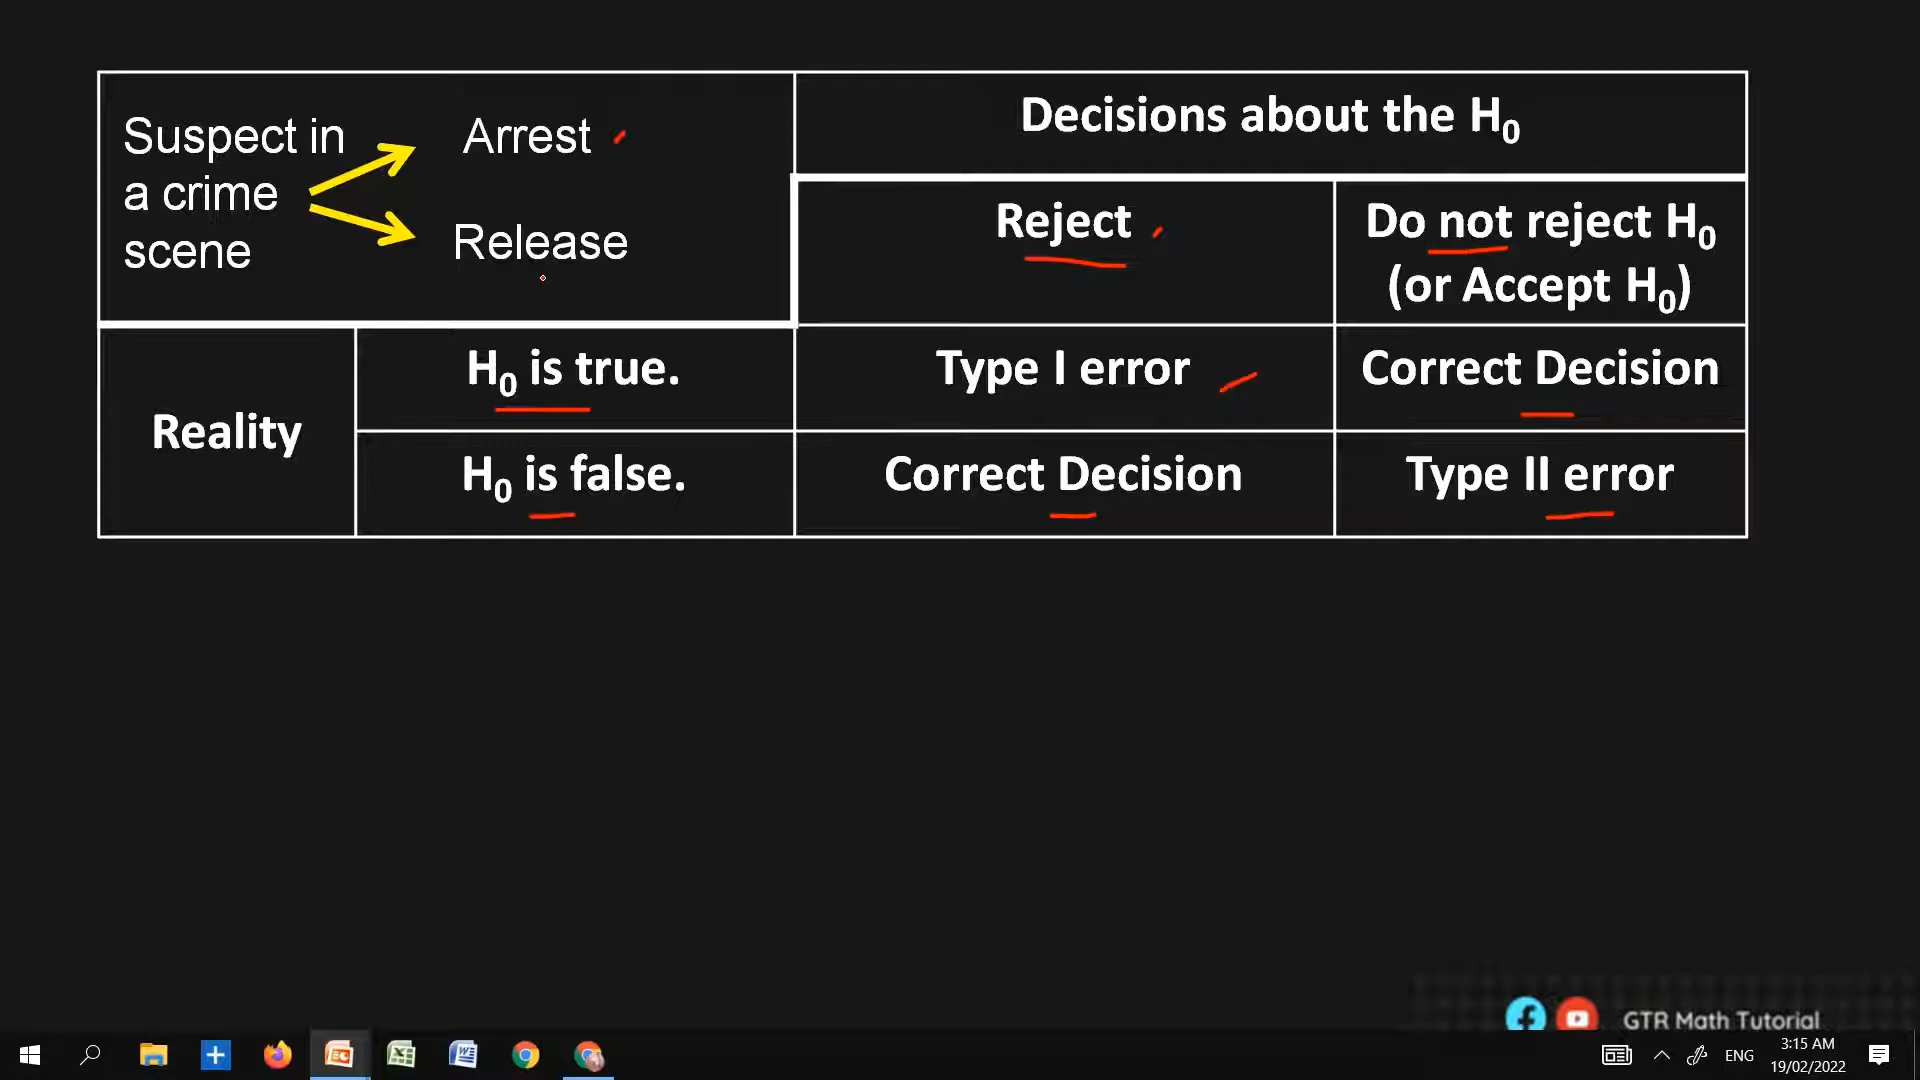 Suspect in
a crime
scene
Arrest
Release
Decisions about the H₀
Reject
Do not reject H₀
(or Accept H₀)
Reality
H₀ is true.
Type I error
Correct Decision
H₀ is false.
Correct Decision
Type II error
GTR Math Tutorial
ENG
3:15 AM
19/02/2022